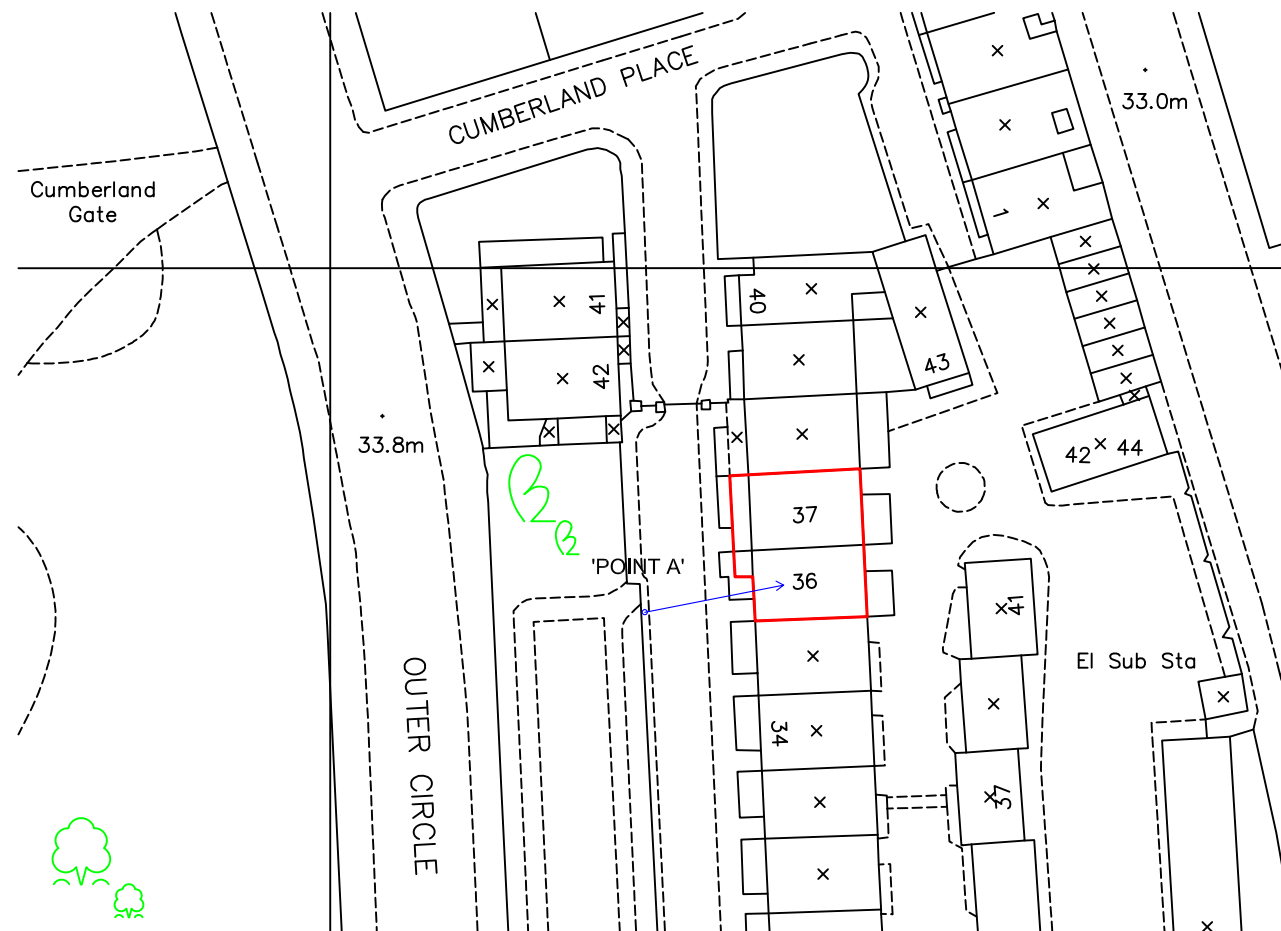 CUMBERLAND PLACE
33.0m
Cumberland
Gate
1
41
40
42
43
33.8m
42
44
37
'POINT A'
36
41
El Sub Sta
OUTER CIRCLE
34
37